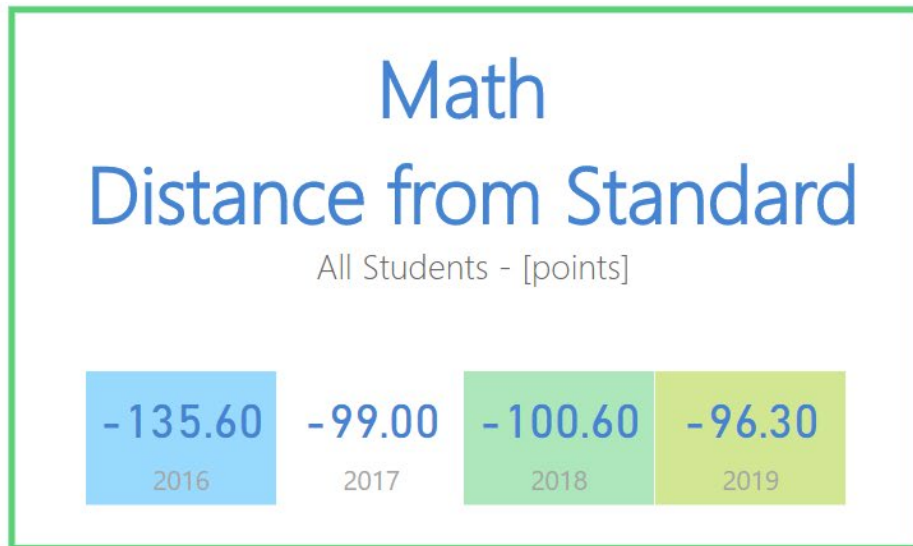 Math
Distance from Standard
All Students - [points]
-135.60 -99.00 -100.60 -96.30
2016 2017 2018 2019